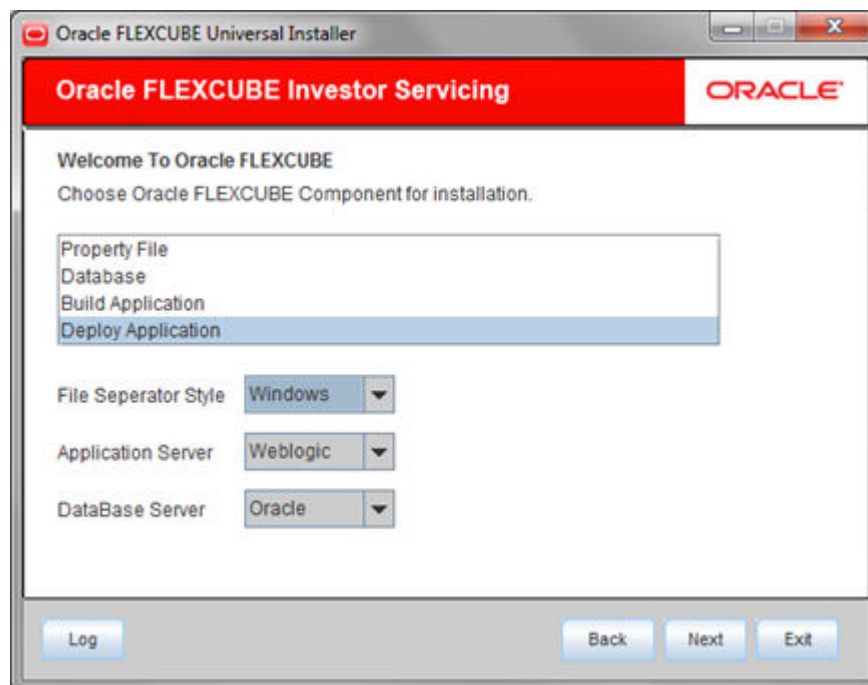 Oracle FLEXCUBE Universal Installer
Oracle FLEXCUBE Investor Servicing
ORACLE
Welcome To Oracle FLEXCUBE
Choose Oracle FLEXCUBE Component for installation.
Property File
Database
Build Application
Deploy Application
File Seperator Style Windows
Application Server Weblogic
DataBase Server Oracle
Log Back Next Exit